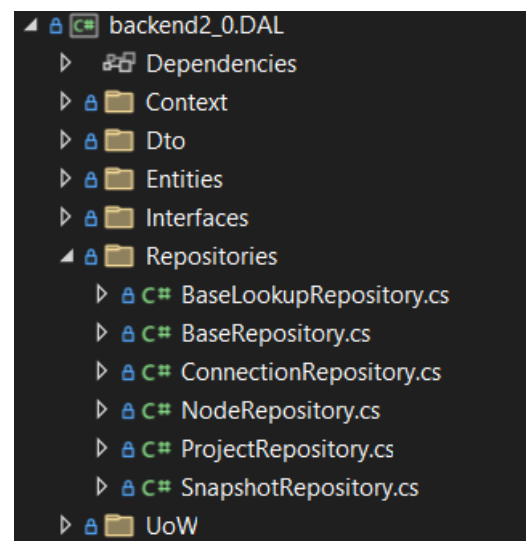 C# backend2_0.DAL
Dependencies
Context
Dto
Entities
Interfaces
Repositories
C# BaseLookupRepository.cs
C# BaseRepository.cs
C# ConnectionRepository.cs
C# NodeRepository.cs
C# ProjectRepository.cs
C# SnapshotRepository.cs
UoW